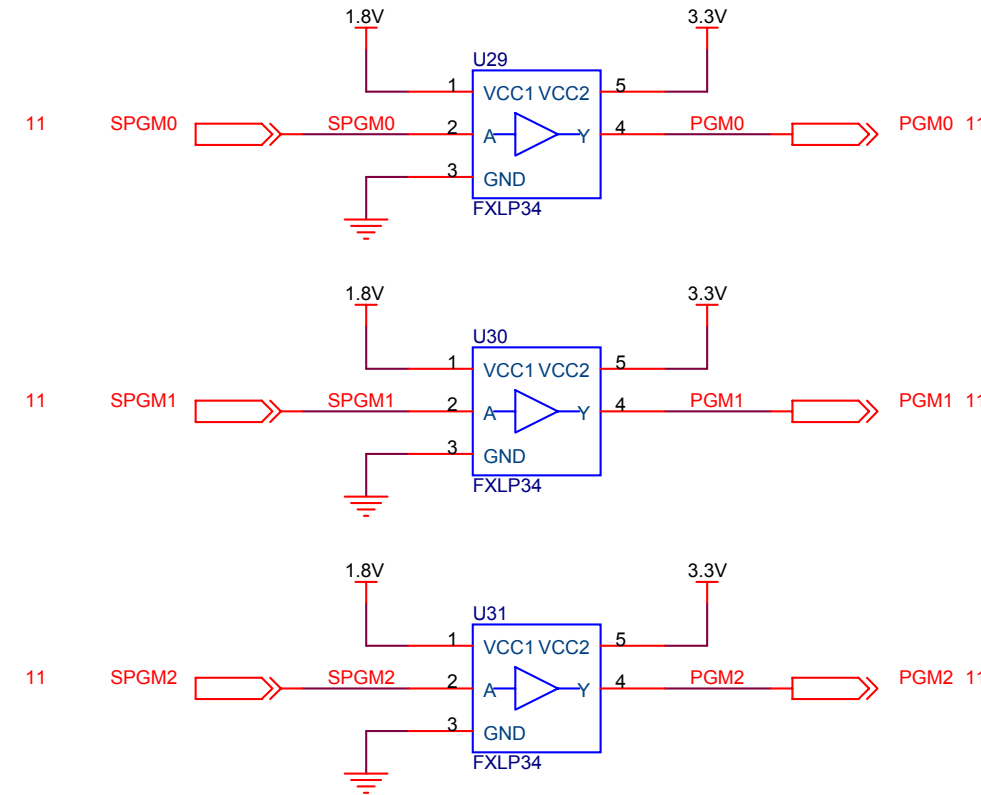 1.8V 3.3V
U29
1 VCC1 VCC2 5
11 SPGM0 SPGM0 2 A Y 4 PGM0 PGM0 11
3 GND
FXLP34
1.8V 3.3V
U30
1 VCC1 VCC2 5
11 SPGM1 SPGM1 2 A Y 4 PGM1 PGM1 11
3 GND
FXLP34
1.8V 3.3V
U31
1 VCC1 VCC2 5
11 SPGM2 SPGM2 2 A Y 4 PGM2 PGM2 11
3 GND
FXLP34